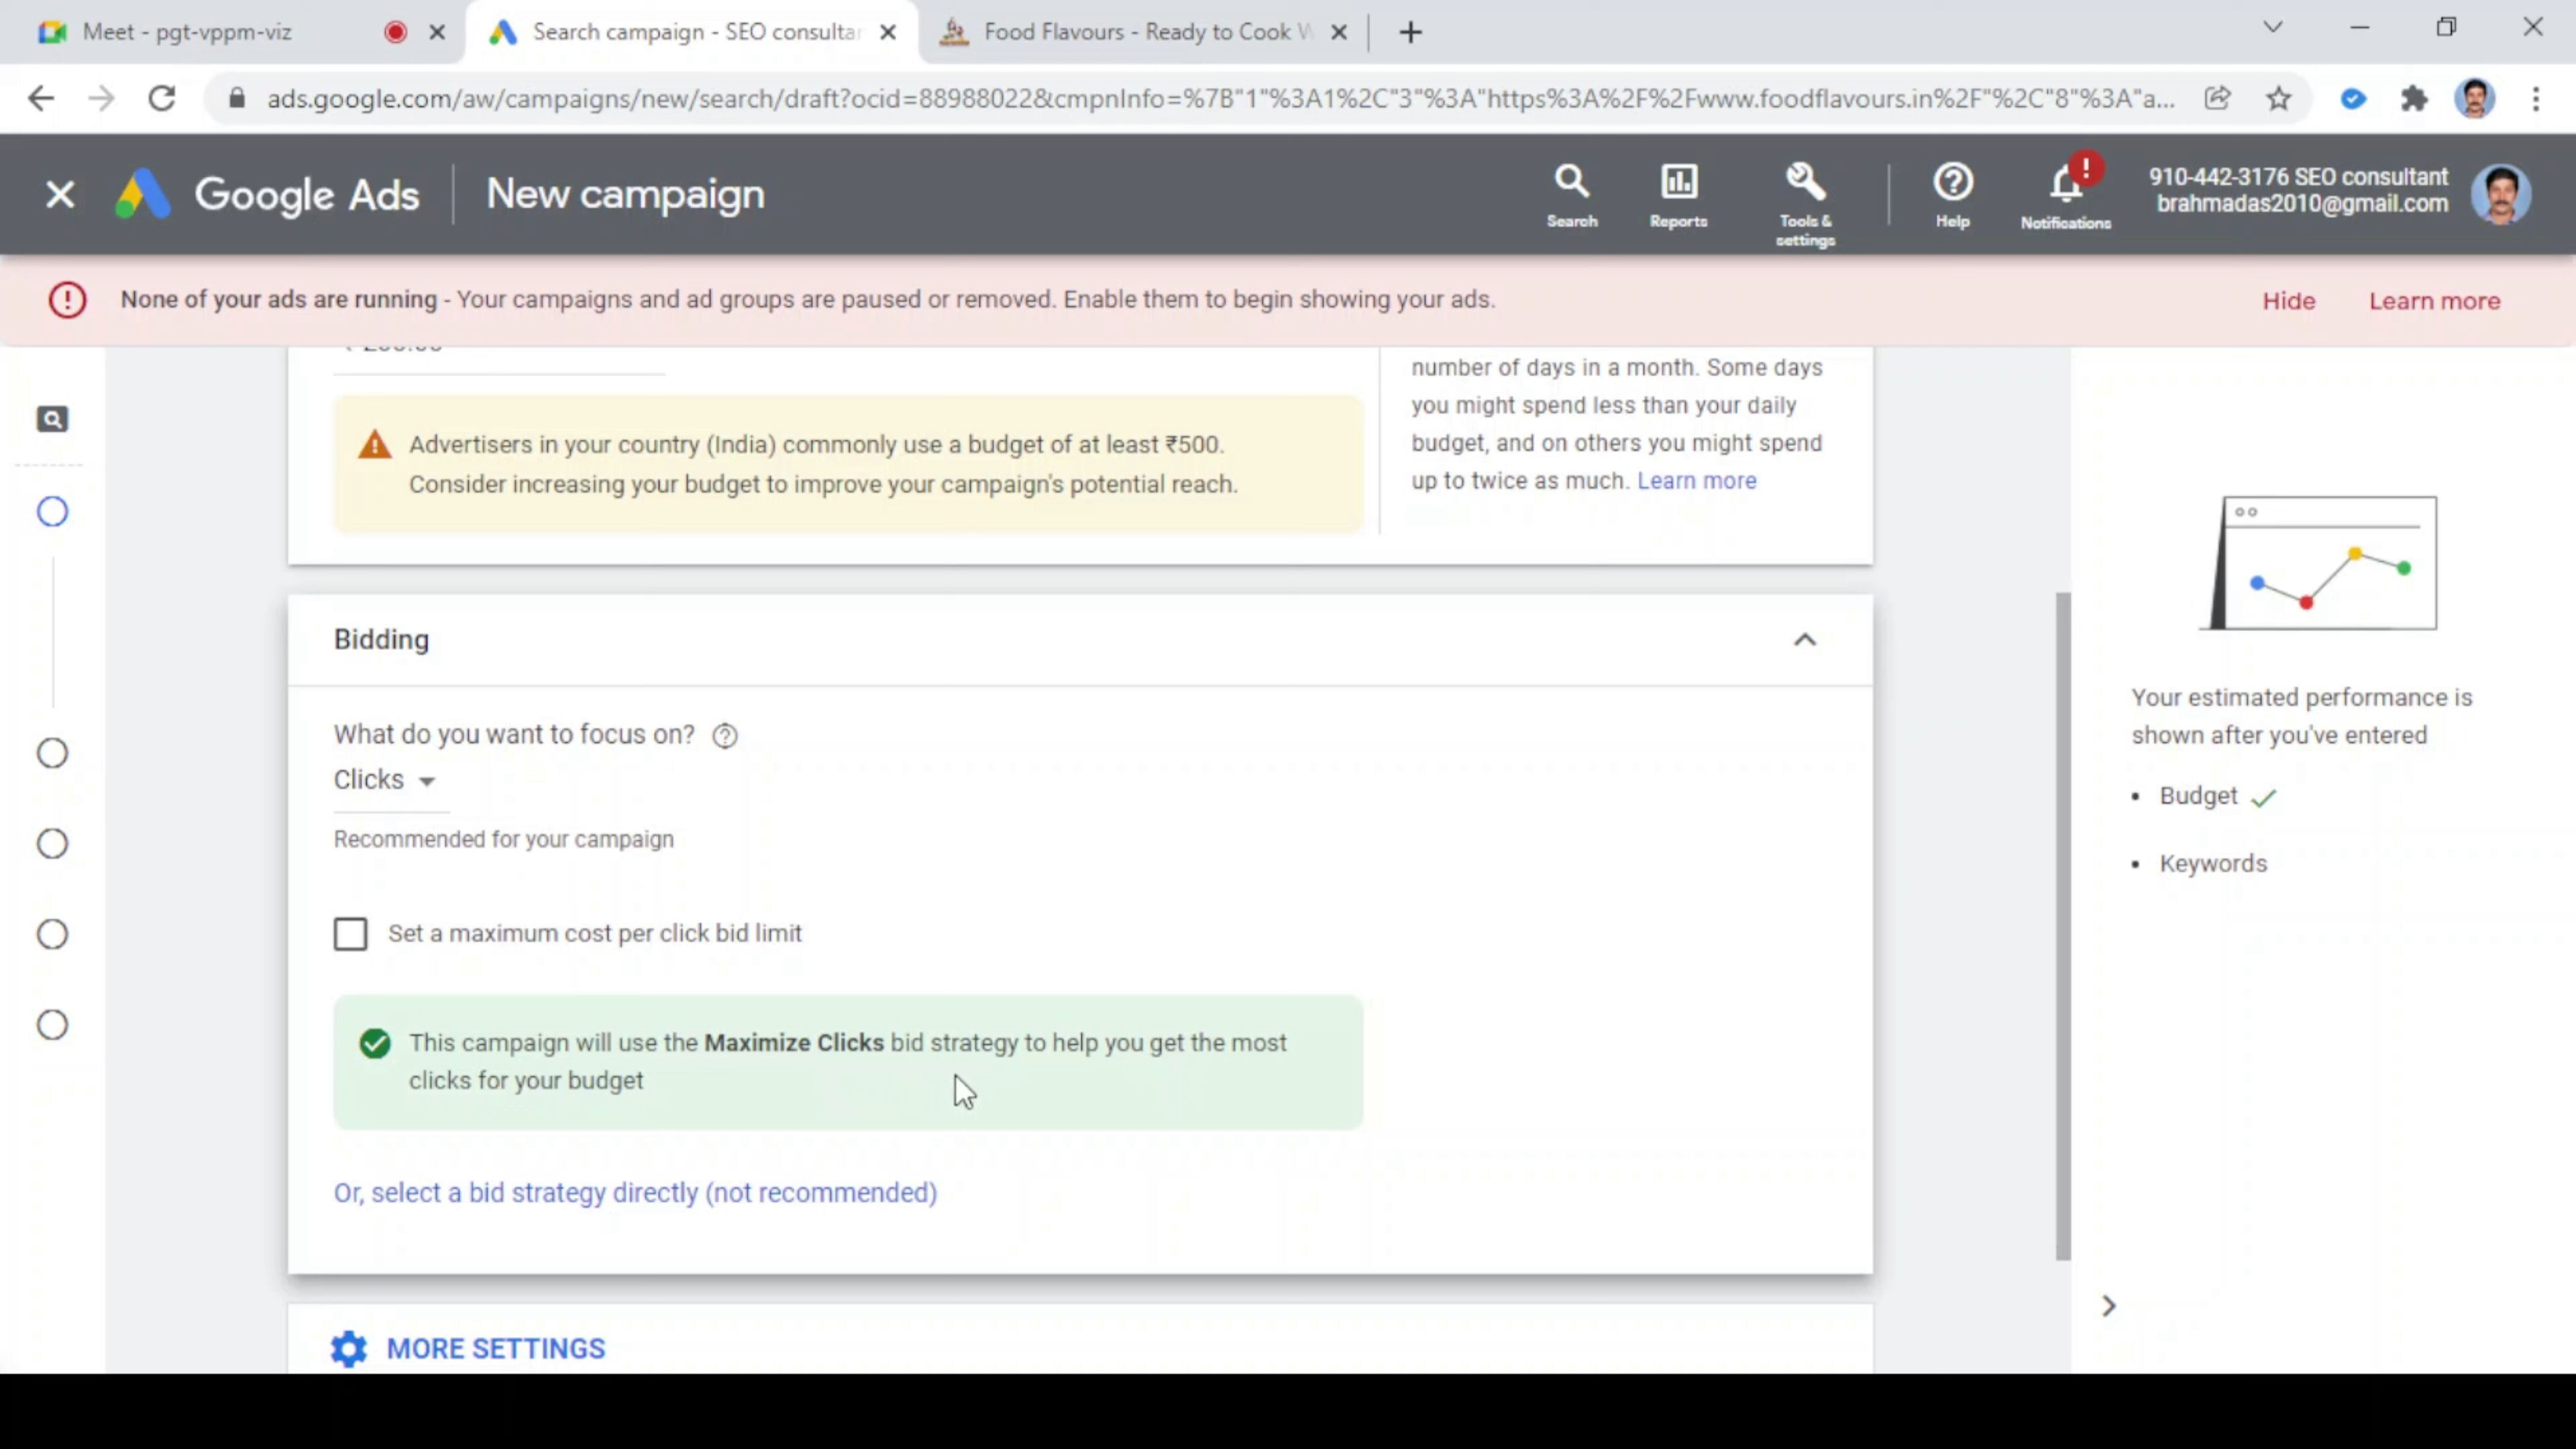 Meet - pgt-vppm-viz
Search campaign - SEO consultan
Food Flavours - Ready to Cook W
ads.google.com/aw/campaigns/new/search/draft?ocid=88988022&cmpnInfo=%7B"1"%3A1%2C"3"%3A"https%3A%2F%2Fwww.foodflavours.in%2F"%2C"8"%3A"a...
Google Ads
New campaign
Search
Reports
Tools &
settings
Help
Notifications
910-442-3176 SEO consultant
brahmadas2010@gmail.com
None of your ads are running - Your campaigns and ad groups are paused or removed. Enable them to begin showing your ads.
Hide
Learn more
Advertisers in your country (India) commonly use a budget of at least ₹500.
Consider increasing your budget to improve your campaign's potential reach.
number of days in a month. Some days
you might spend less than your daily
budget, and on others you might spend
up to twice as much. Learn more
Bidding
What do you want to focus on?
Clicks
Recommended for your campaign
Set a maximum cost per click bid limit
This campaign will use the Maximize Clicks bid strategy to help you get the most
clicks for your budget
Or, select a bid strategy directly (not recommended)
MORE SETTINGS
Your estimated performance is
shown after you've entered
• Budget
• Keywords